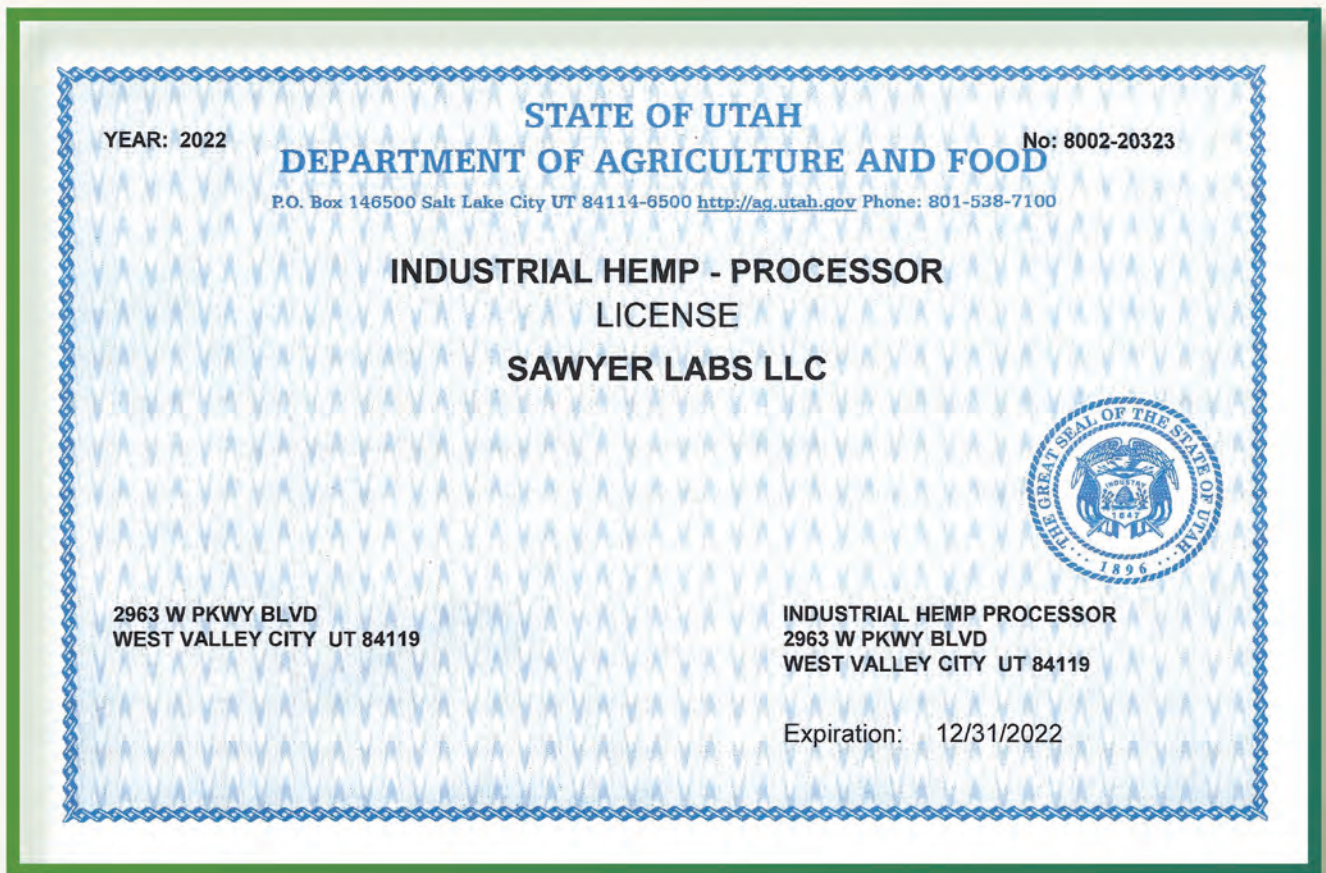 STATE OF UTAH
YEAR: 2022
No: 8002-20323
DEPARTMENT OF AGRICULTURE AND FOOD
P.O. Box 146500 Salt Lake City UT 84114-6500 http://ag.utah.gov Phone: 801-538-7100
INDUSTRIAL HEMP - PROCESSOR
LICENSE
SAWYER LABS LLC
THE GREAT SEAL OF THE STATE OF UTAH
INDUSTRY
1847
1896
2963 W PKWY BLVD
WEST VALLEY CITY UT 84119
INDUSTRIAL HEMP PROCESSOR
2963 W PKWY BLVD
WEST VALLEY CITY UT 84119
Expiration: 12/31/2022